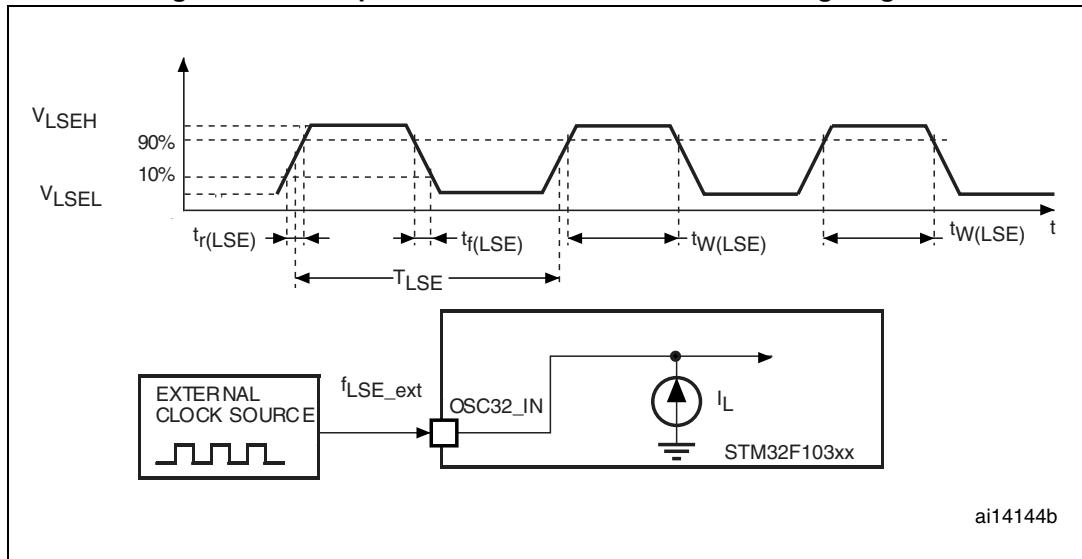 VLSEH
90%
10%
VLSEL
tr(LSE)
tf(LSE)
tW(LSE)
tW(LSE)
t
TLSE
EXTERNAL
CLOCK SOURCE
fLSE_ext
OSC32_IN
IL
STM32F103xx
ai14144b